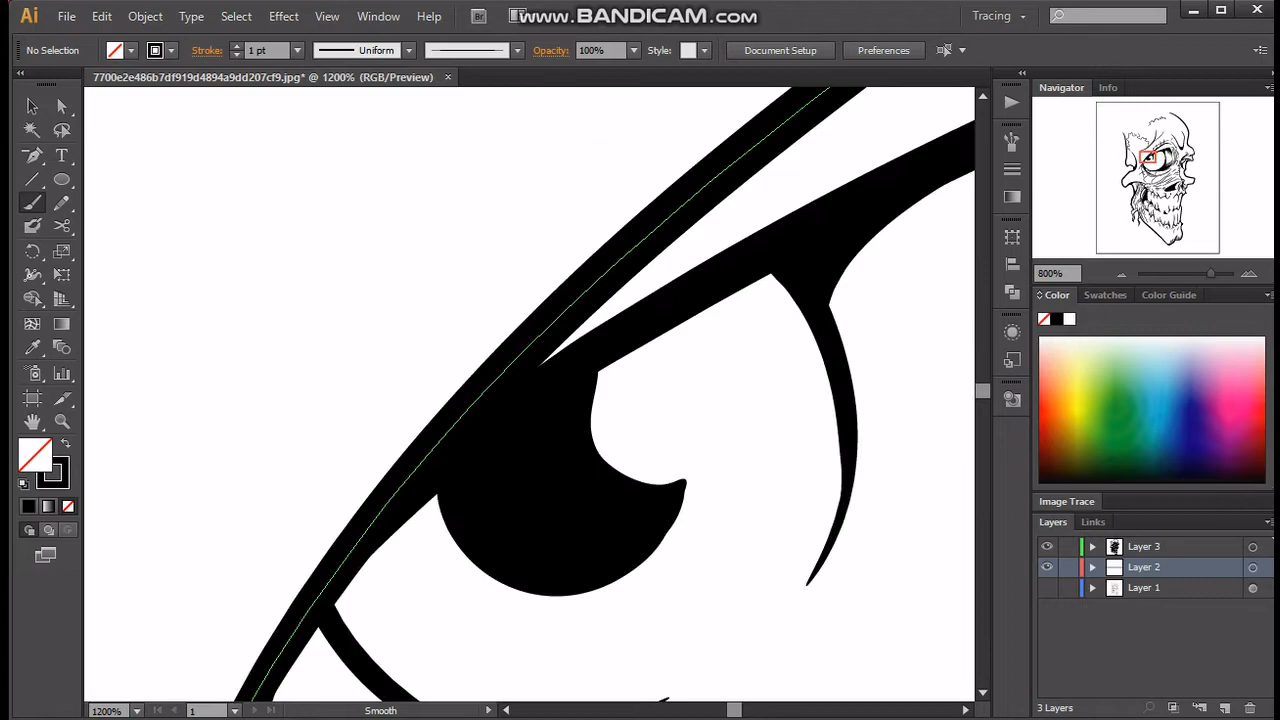 Ai File Edit Object Type Select Effect View Window Help Br www.BANDICAM.com Tracing
No Selection Stroke: 1 pt Uniform Opacity: 100% Style: Document Setup Preferences
7700e2e486b7df919d4894a9dd207cf9.jpg* @ 1200% (RGB/Preview)
Navigator Info
800%
Color Swatches Color Guide
Image Trace
Layers Links
Layer 3
Layer 2
Layer 1
3 Layers
1200% 1 Smooth